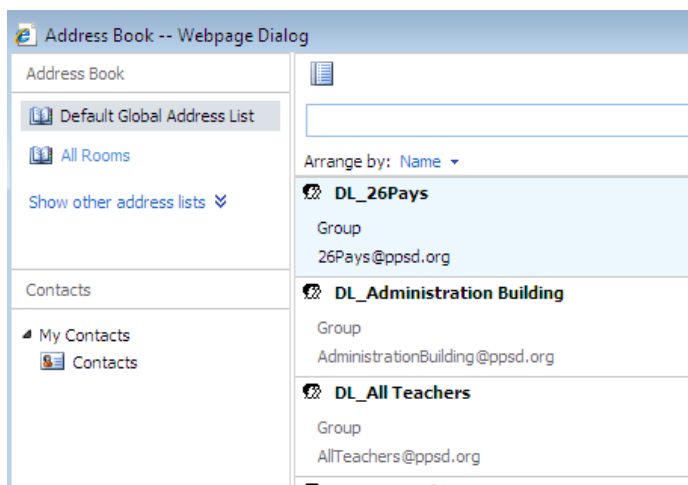 Address Book -- Webpage Dialog
Address Book
Default Global Address List
All Rooms
Show other address lists
Contacts
My Contacts
Contacts
Arrange by: Name
DL_26Pays
Group
26Pays@ppsd.org
DL_Administration Building
Group
AdministrationBuilding@ppsd.org
DL_All Teachers
Group
AllTeachers@ppsd.org